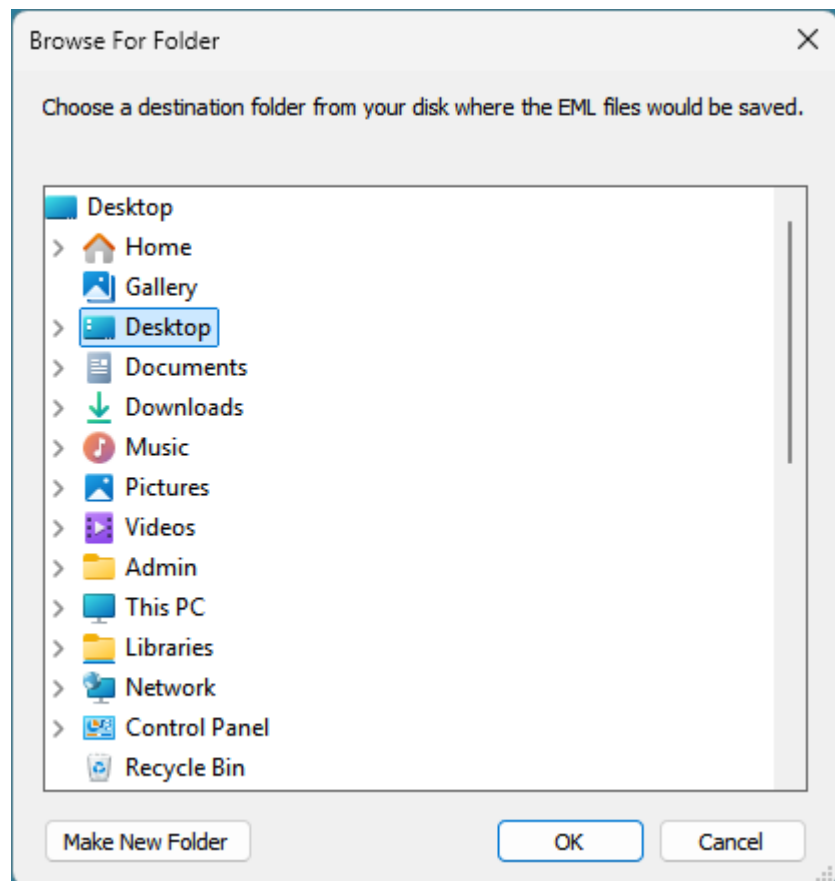 Browse For Folder
Choose a destination folder from your disk where the EML files would be saved.
Desktop
Home
Gallery
Desktop
Documents
Downloads
Music
Pictures
Videos
Admin
This PC
Libraries
Network
Control Panel
Recycle Bin
Make New Folder OK Cancel